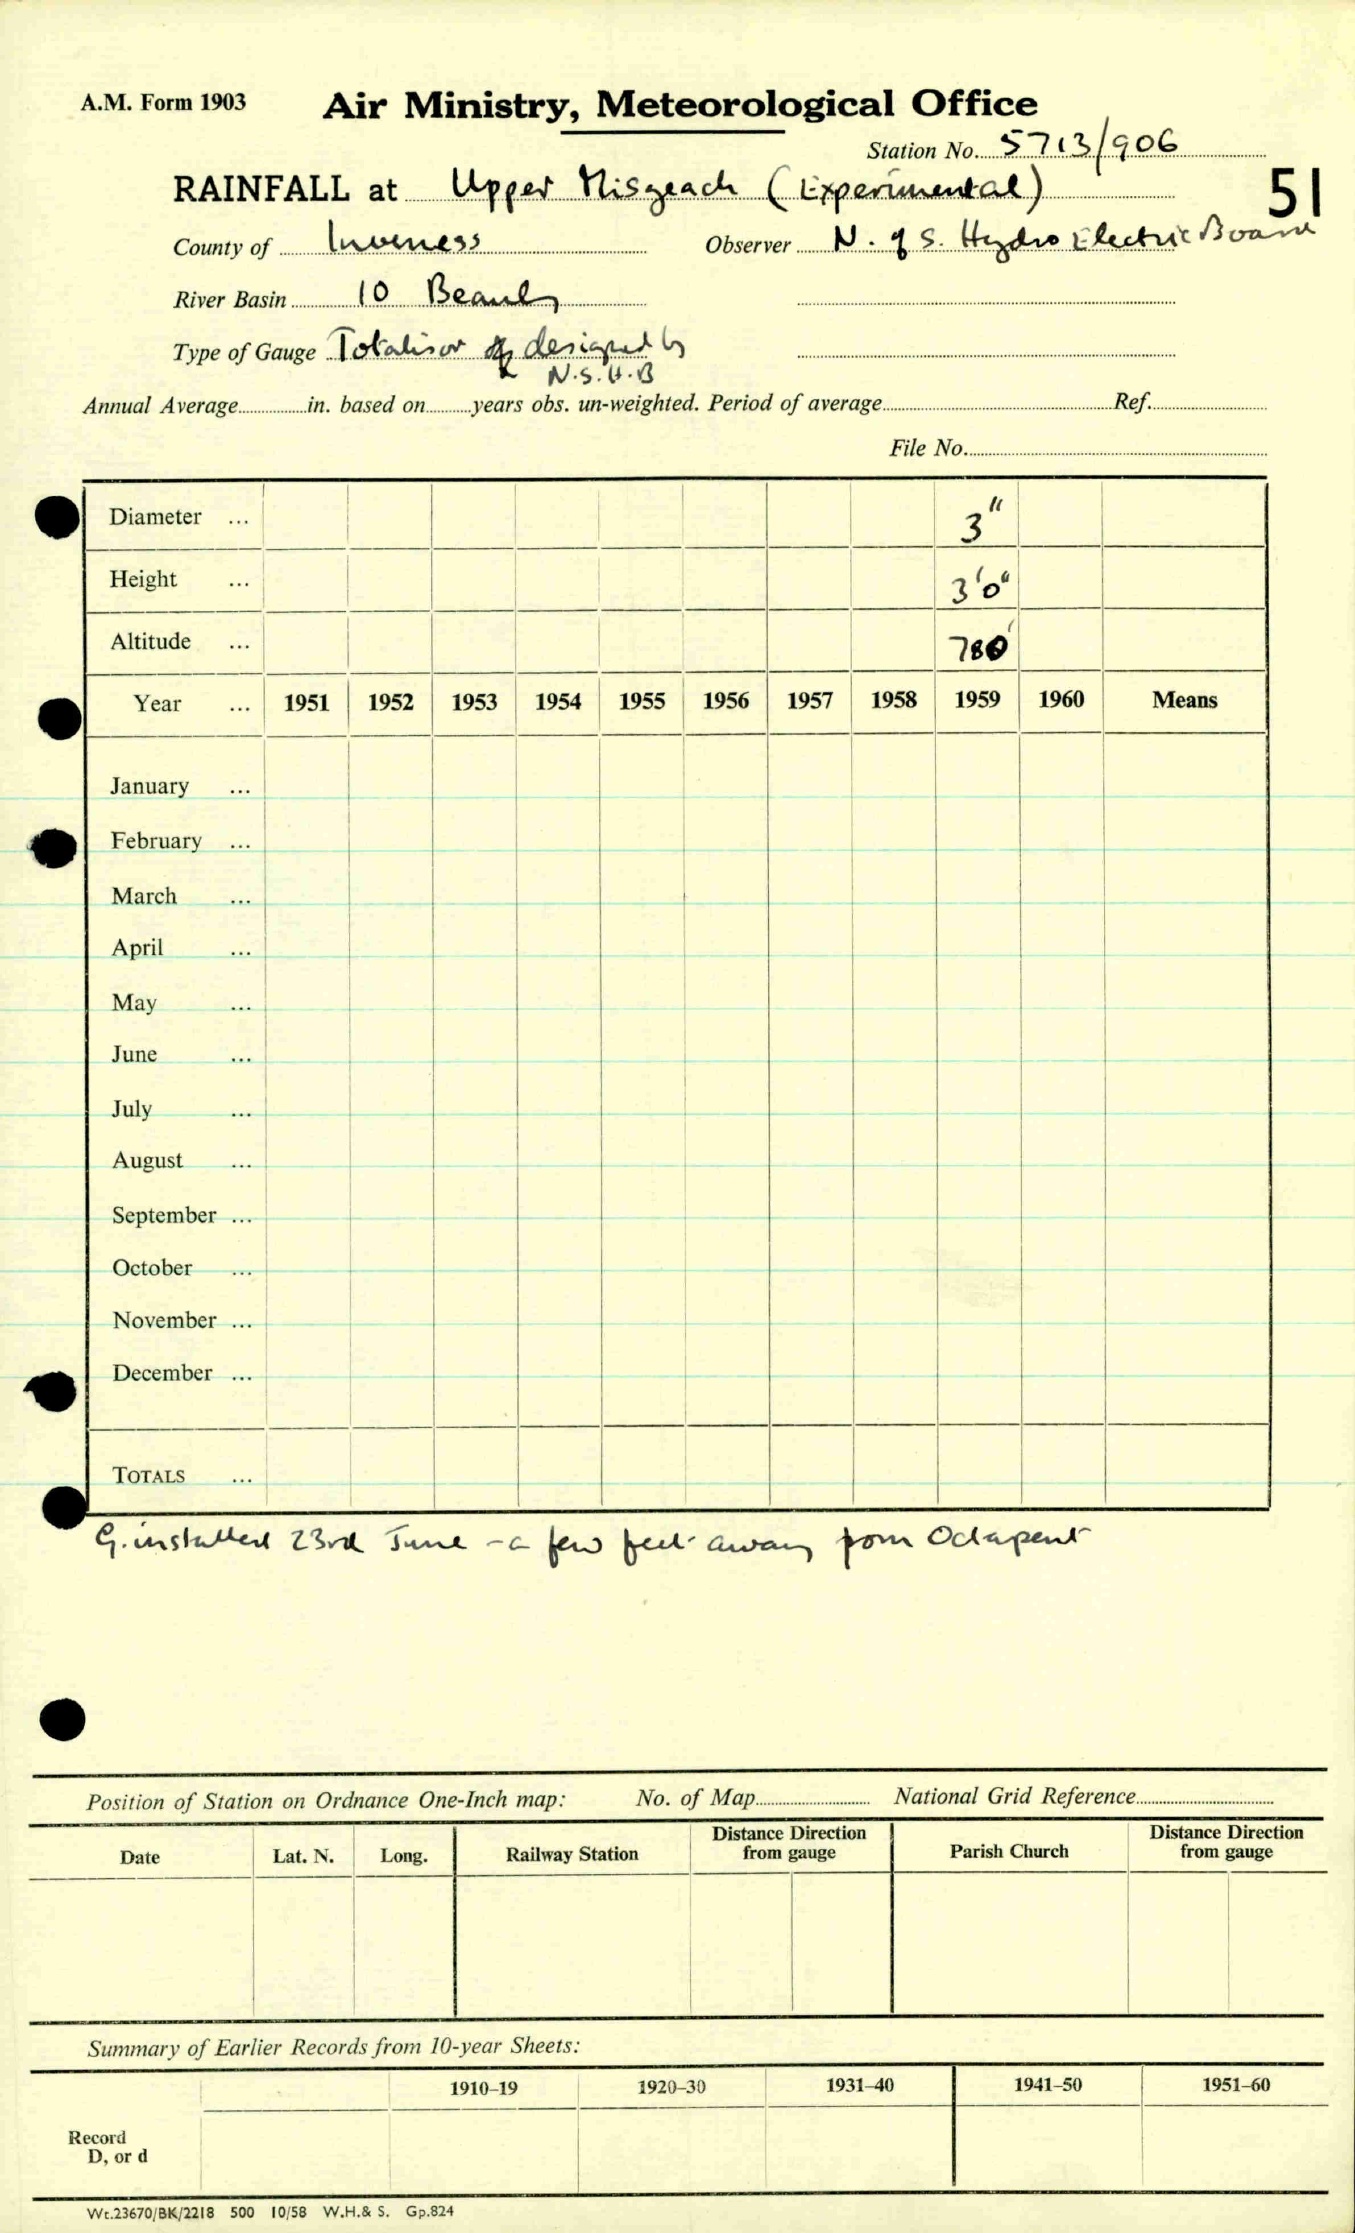 A.M. Form 1903 Air Ministry, Meteorological Office
Station No. 5713/906
RAINFALL at Upper Misgeach (Experimental) 51
County of Inverness Observer N. of S. Hydro Electric Board
River Basin 10 Beauly
Type of Gauge Totalisor designed by
N.S.H.B
Annual Average in. based on years obs. un-weighted. Period of average Ref.
File No.
Diameter ... 3"
Height ... 3'0"
Altitude ... 780'
Year ... 1951 1952 1953 1954 1955 1956 1957 1958 1959 1960 Means
January ...
February ...
March ...
April ...
May ...
June ...
July ...
August ...
September ...
October ...
November ...
December ...
TOTALS ...
G. installed 23rd June - a few feet away from Octapent
Position of Station on Ordnance One-Inch map: No. of Map National Grid Reference
Date Lat. N. Long. Railway Station Distance Direction from gauge Parish Church Distance Direction from gauge
Summary of Earlier Records from 10-year Sheets:
1910–19 1920–30 1931–40 1941–50 1951–60
Record
D, or d
Wt.23670/BK/2218 500 10/58 W.H.& S. Gp.824